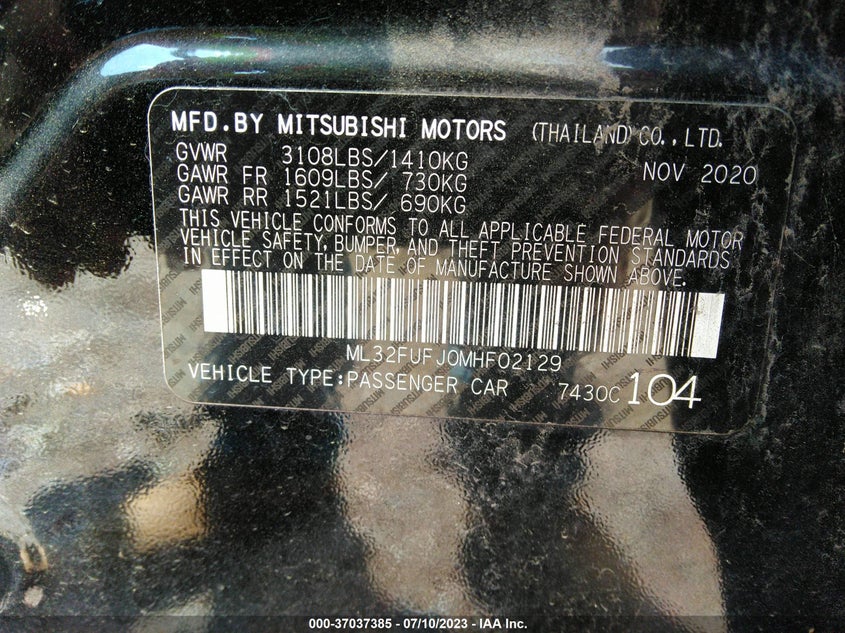 MFD.BY MITSUBISHI MOTORS (THAILAND)CO.,LTD.
GVWR 3108LBS/1410KG NOV 2020
GAWR FR 1609LBS/ 730KG
GAWR RR 1521LBS/ 690KG
THIS VEHICLE CONFORMS TO ALL APPLICABLE FEDERAL MOTOR
VEHICLE SAFETY, BUMPER, AND THEFT PREVENTION STANDARDS
IN EFFECT ON THE DATE OF MANUFACTURE SHOWN ABOVE.
ML32FUFJ0MHF02129
VEHICLE TYPE:PASSENGER CAR 7430C 104
000-37037385 - 07/10/2023 - IAA Inc.